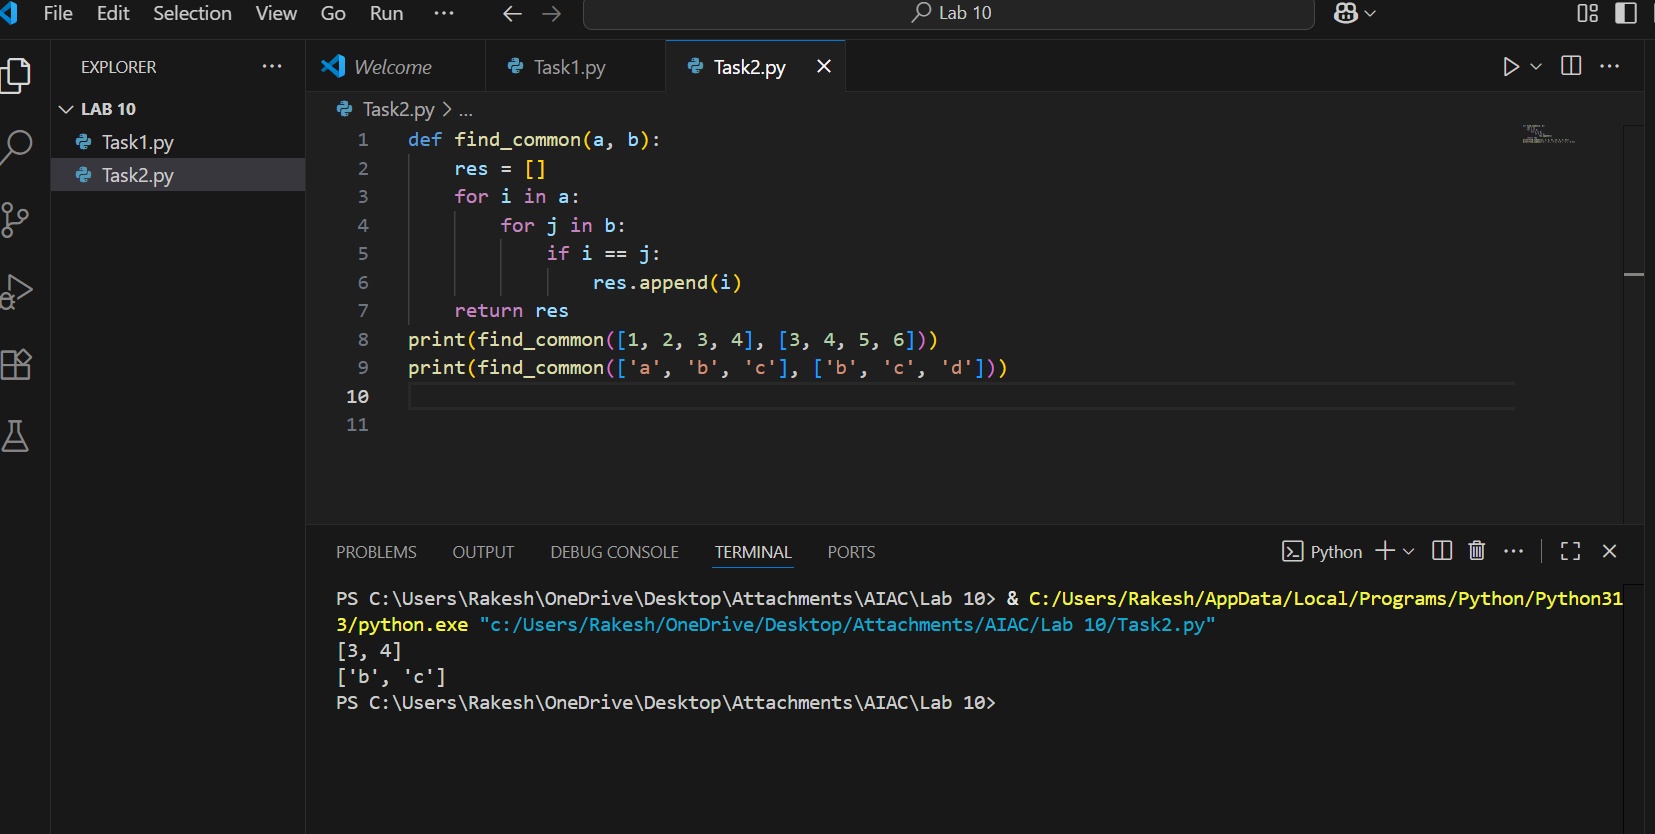 File Edit Selection View Go Run ··· Lab 10
EXPLORER ···
LAB 10
Task1.py
Task2.py
Welcome Task1.py Task2.py
Task2.py > ...
1 def find_common(a, b):
2     res = []
3     for i in a:
4         for j in b:
5             if i == j:
6                 res.append(i)
7     return res
8 print(find_common([1, 2, 3, 4], [3, 4, 5, 6]))
9 print(find_common(['a', 'b', 'c'], ['b', 'c', 'd']))
10
11
PROBLEMS OUTPUT DEBUG CONSOLE TERMINAL PORTS Python
PS C:\Users\Rakesh\OneDrive\Desktop\Attachments\AIAC\Lab 10> & C:/Users/Rakesh/AppData/Local/Programs/Python/Python31
3/python.exe "c:/Users/Rakesh/OneDrive/Desktop/Attachments/AIAC/Lab 10/Task2.py"
[3, 4]
['b', 'c']
PS C:\Users\Rakesh\OneDrive\Desktop\Attachments\AIAC\Lab 10>